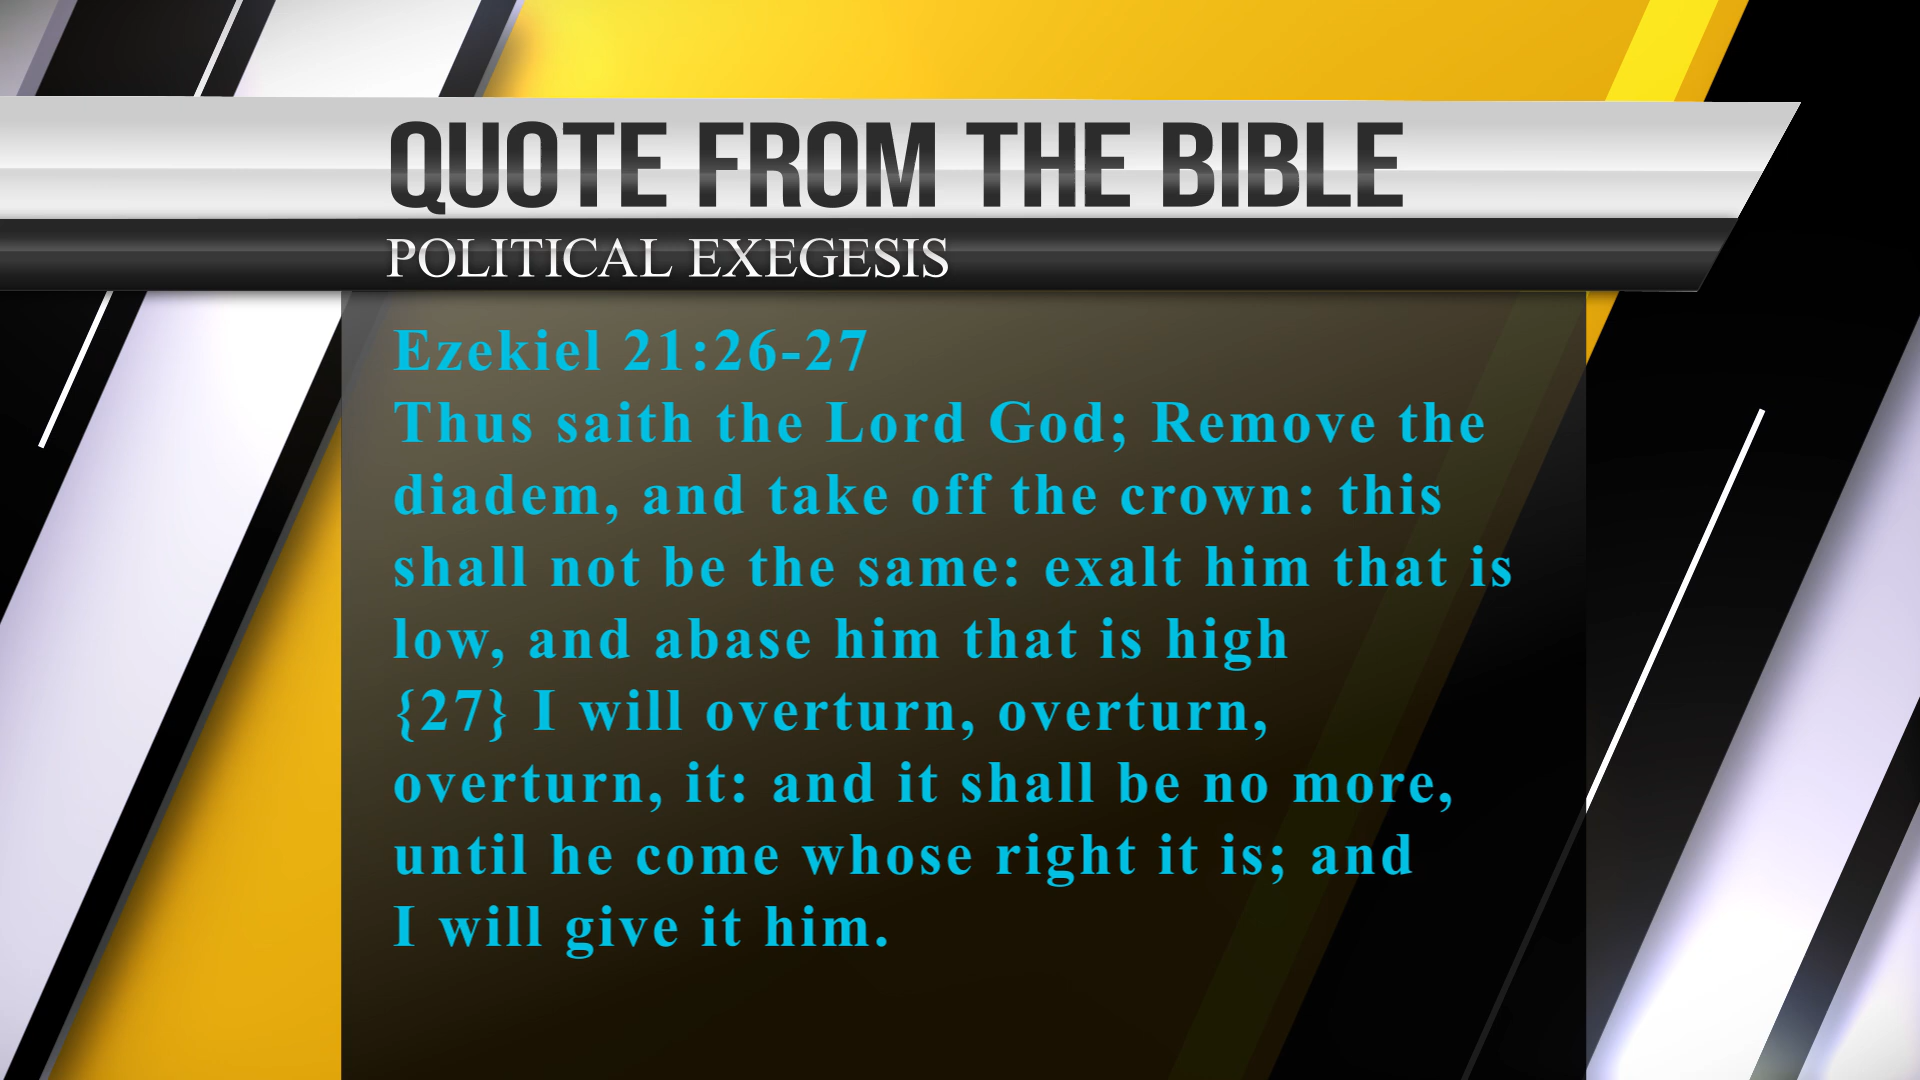 QUOTE FROM THE BIBLE
POLITICAL EXEGESIS
Ezekiel 21:26-27
Thus saith the Lord God; Remove the
diadem, and take off the crown: this
shall not be the same: exalt him that is
low, and abase him that is high
{27} I will overturn, overturn,
overturn, it: and it shall be no more,
until he come whose right it is; and
I will give it him.